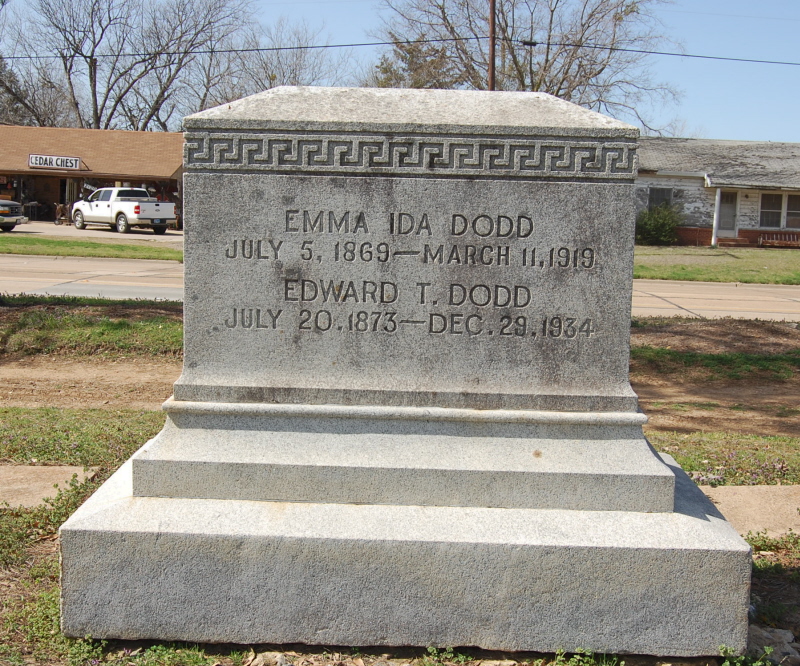 CEDAR CHEST
EMMA IDA DODD
JULY 5, 1869—MARCH 11, 1919
EDWARD T. DODD
JULY 20. 1873—DEC. 29, 1934